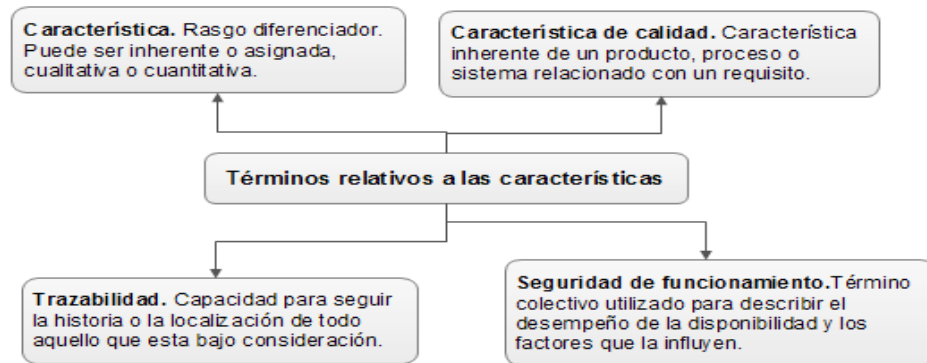 Característica. Rasgo diferenciador.
Puede ser inherente o asignada,
cualitativa o cuantitativa.
Característica de calidad. Característica
inherente de un producto, proceso o
sistema relacionado con un requisito.
Términos relativos a las características
Trazabilidad. Capacidad para seguir
la historia o la localización de todo
aquello que esta bajo consideración.
Seguridad de funcionamiento.Término
colectivo utilizado para describir el
desempeño de la disponibilidad y los
factores que la influyen.